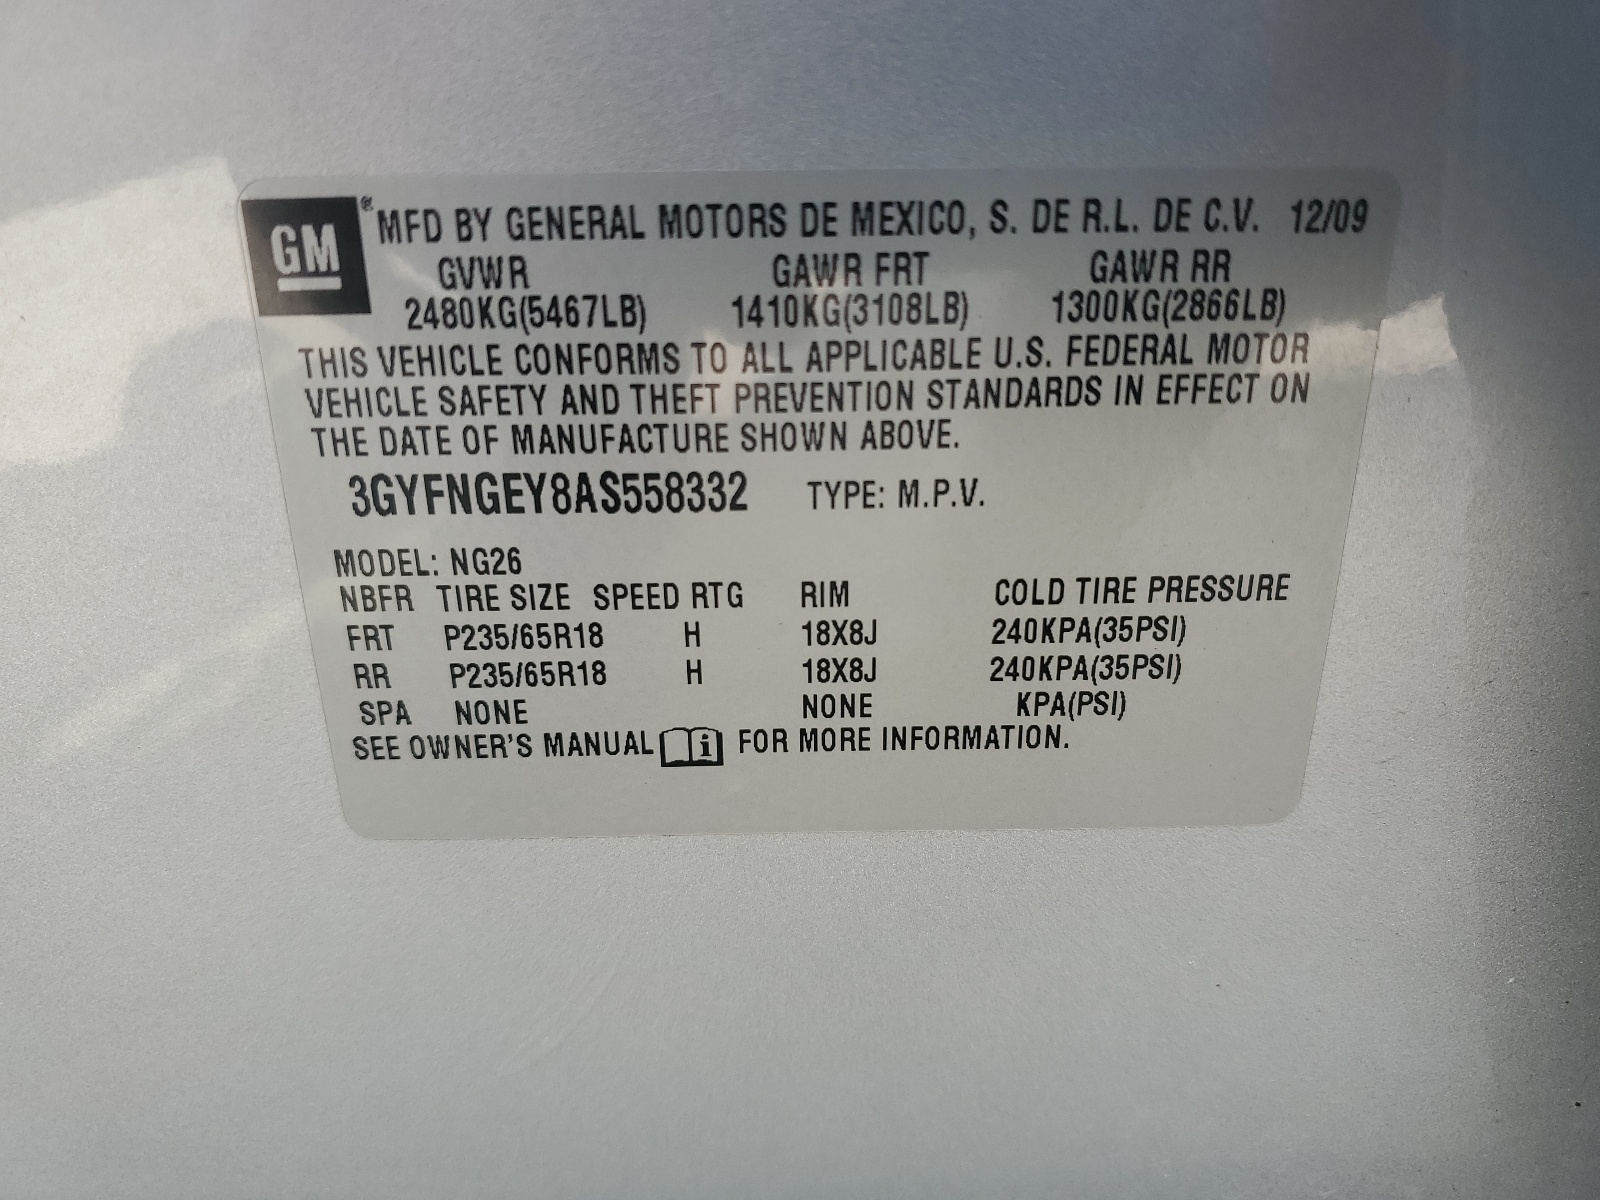 GM® MFD BY GENERAL MOTORS DE MEXICO, S. DE R.L. DE C.V. 12/09
GVWR GAWR FRT GAWR RR
2480KG(5467LB) 1410KG(3108LB) 1300KG(2866LB)
THIS VEHICLE CONFORMS TO ALL APPLICABLE U.S. FEDERAL MOTOR
VEHICLE SAFETY AND THEFT PREVENTION STANDARDS IN EFFECT ON
THE DATE OF MANUFACTURE SHOWN ABOVE.
3GYFNGEY8AS558332 TYPE: M.P.V.
MODEL: NG26
NBFR TIRE SIZE SPEED RTG RIM COLD TIRE PRESSURE
FRT P235/65R18 H 18X8J 240KPA(35PSI)
RR P235/65R18 H 18X8J 240KPA(35PSI)
SPA NONE NONE KPA(PSI)
SEE OWNER'S MANUAL i FOR MORE INFORMATION.